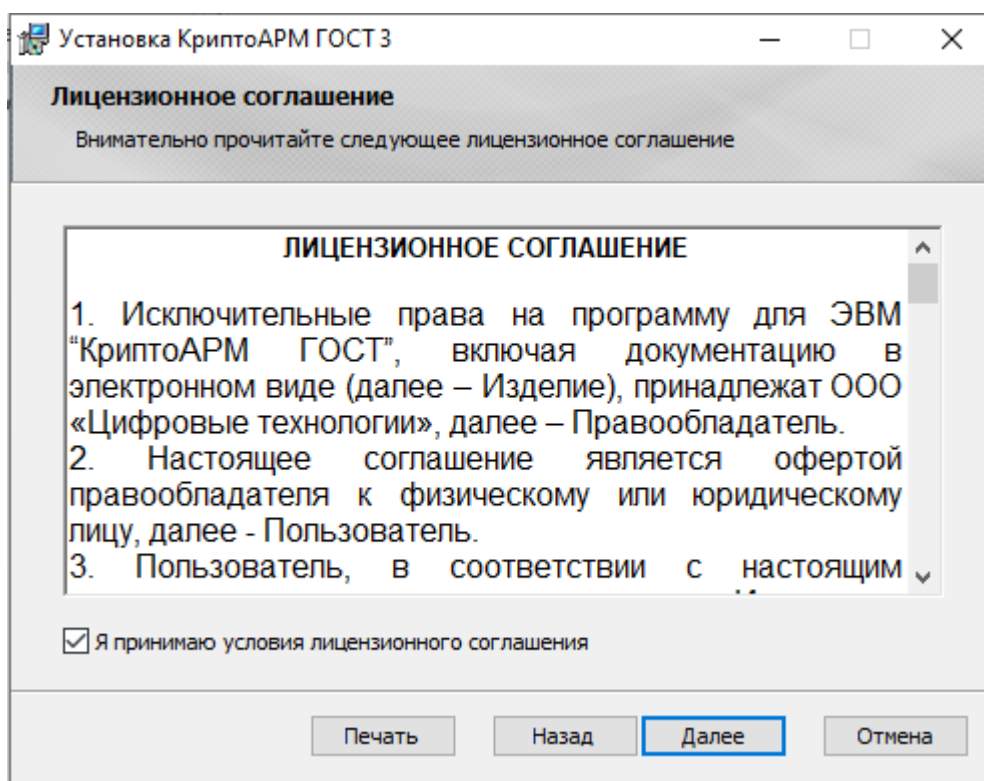 Установка КриптоАРМ ГОСТ 3
Лицензионное соглашение
Внимательно прочитайте следующее лицензионное соглашение
ЛИЦЕНЗИОННОЕ СОГЛАШЕНИЕ
1. Исключительные права на программу для ЭВМ
“КриптоАРМ ГОСТ”, включая документацию в
электронном виде (далее – Изделие), принадлежат ООО
«Цифровые технологии», далее – Правообладатель.
2. Настоящее соглашение является офертой
правообладателя к физическому или юридическому
лицу, далее - Пользователь.
3. Пользователь, в соответствии с настоящим
Я принимаю условия лицензионного соглашения
Печать Назад Далее Отмена